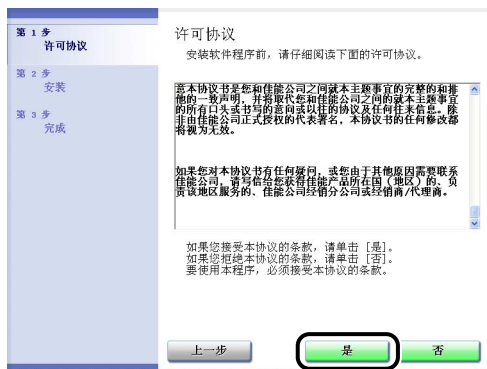 第 1 步
许可协议
第 2 步
安装
第 3 步
完成
许可协议
安装软件程序前，请仔细阅读下面的许可协议。
意本协议书是您和佳能公司之间就本主题事宜的完整的和排
他的一致声明，并将取代您和佳能公司之间的就本主题事宜
的所有口头或书写的意向或以往的协议及任何往来信息。除
非由佳能公司正式授权的代表署名，本协议书的任何修改都
将视为无效。
如果您对本协议书有任何疑问，或您由于其他原因需要联系
佳能公司，请写信给您获得佳能产品所在国（地区）的、负
责该地区服务的、佳能公司经销分公司或经销商/代理商。
如果您接受本协议的条款，请单击 [是]。
如果您拒绝本协议的条款，请单击 [否]。
要使用本程序，必须接受本协议的条款。
上一步
是
否